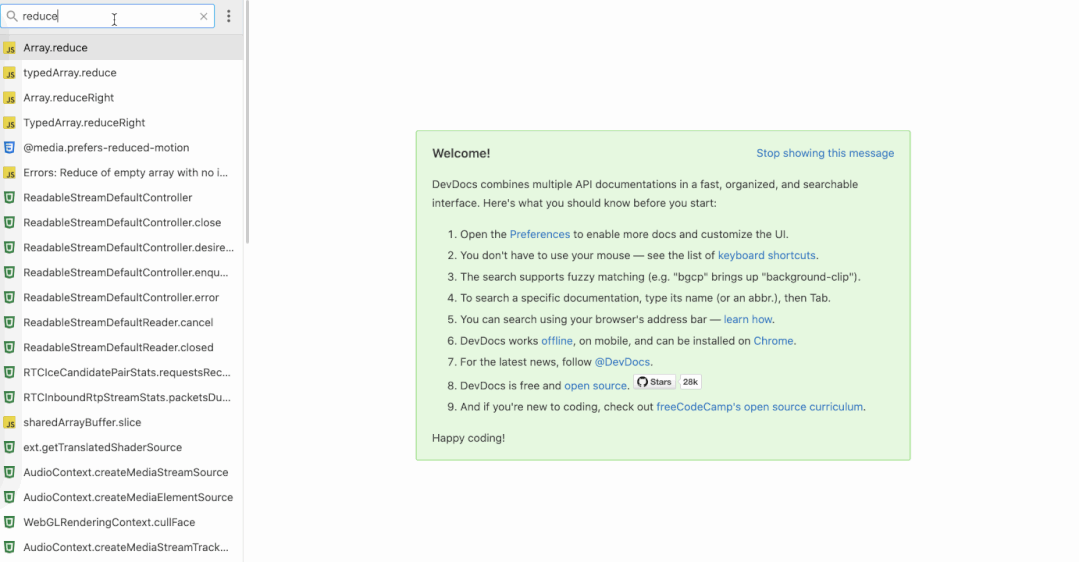 reduce
Array.reduce
typedArray.reduce
Array.reduceRight
TypedArray.reduceRight
@media.prefers-reduced-motion
Errors: Reduce of empty array with no i...
ReadableStreamDefaultController
ReadableStreamDefaultController.close
ReadableStreamDefaultController.desire...
ReadableStreamDefaultController.enqu...
ReadableStreamDefaultController.error
ReadableStreamDefaultReader.cancel
ReadableStreamDefaultReader.closed
RTCIceCandidatePairStats.requestsRec...
RTCInboundRtpStreamStats.packetsDu...
sharedArrayBuffer.slice
ext.getTranslatedShaderSource
AudioContext.createMediaStreamSource
AudioContext.createMediaElementSource
WebGLRenderingContext.cullFace
AudioContext.createMediaStreamTrack...
Welcome! Stop showing this message
DevDocs combines multiple API documentations in a fast, organized, and searchable
interface. Here's what you should know before you start:
1. Open the Preferences to enable more docs and customize the UI.
2. You don't have to use your mouse — see the list of keyboard shortcuts.
3. The search supports fuzzy matching (e.g. "bgcp" brings up "background-clip").
4. To search a specific documentation, type its name (or an abbr.), then Tab.
5. You can search using your browser's address bar — learn how.
6. DevDocs works offline, on mobile, and can be installed on Chrome.
7. For the latest news, follow @DevDocs.
8. DevDocs is free and open source. Stars 28k
9. And if you're new to coding, check out freeCodeCamp's open source curriculum.
Happy coding!